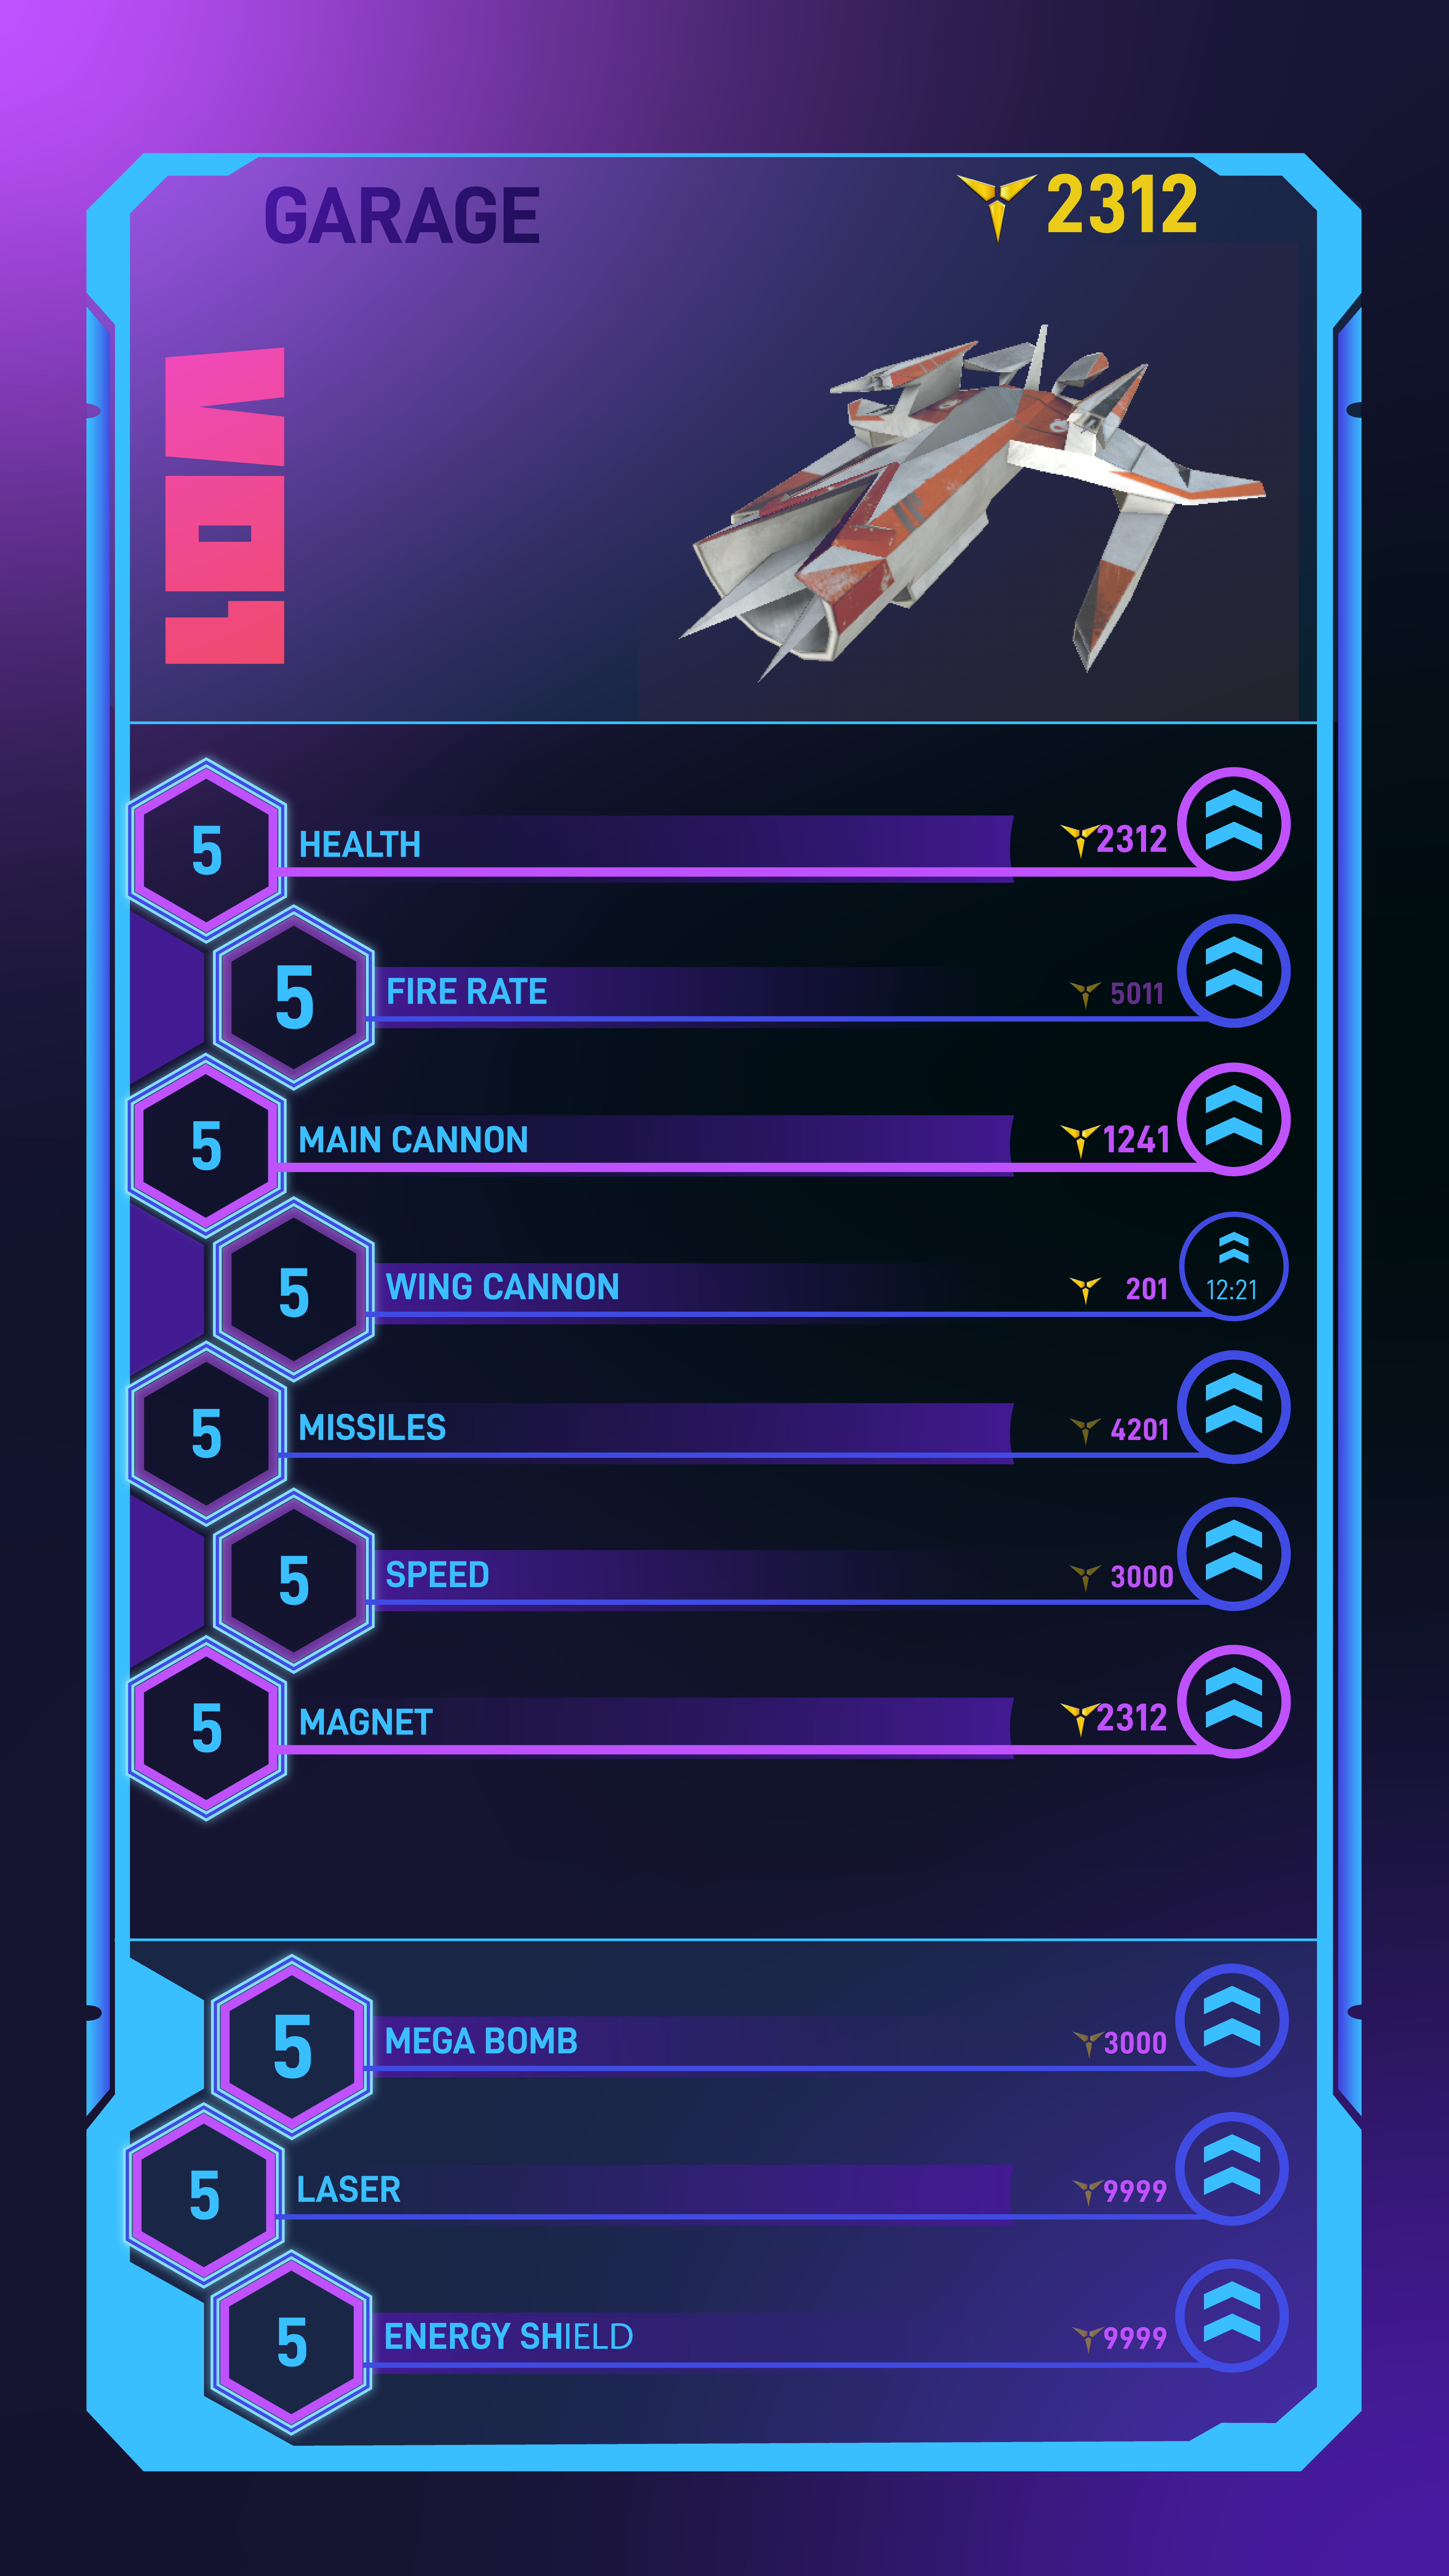 GARAGE
2312
V01
5 HEALTH 2312
5 FIRE RATE 5011
5 MAIN CANNON 1241
5 WING CANNON 201 12:21
5 MISSILES 4201
5 SPEED 3000
5 MAGNET 2312
5 MEGA BOMB 3000
5 LASER 9999
5 ENERGY SHIELD 9999